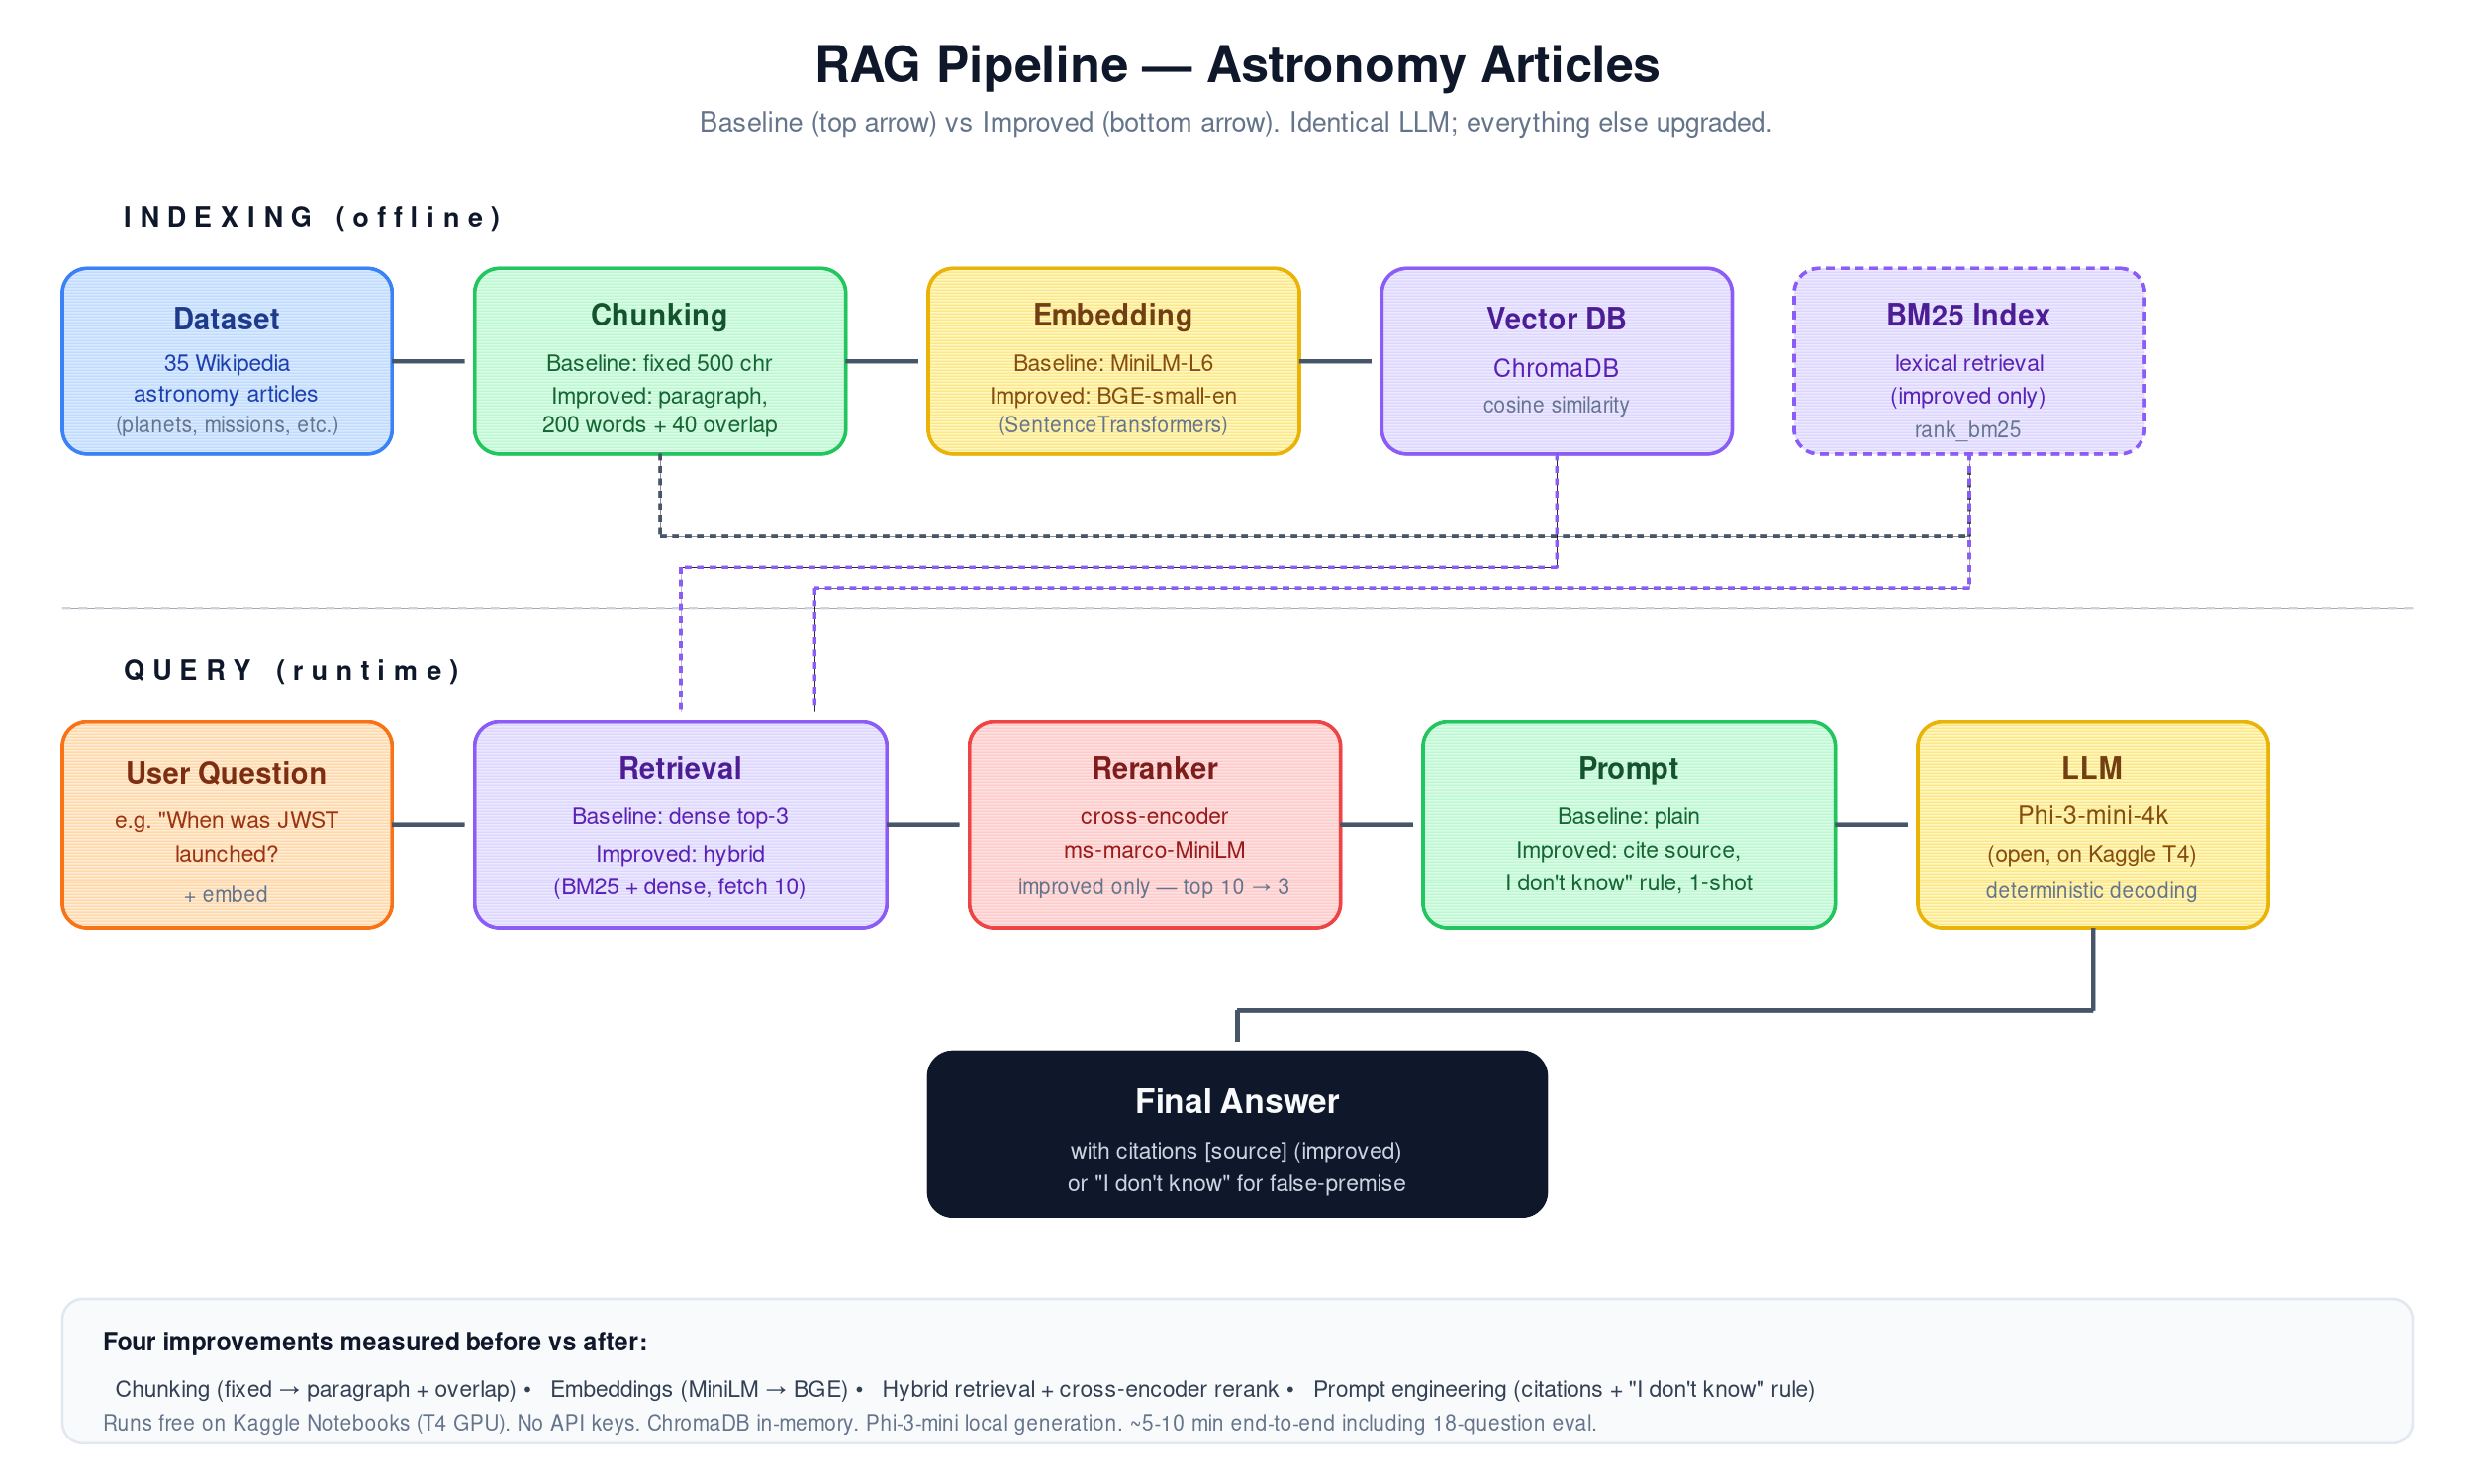 RAG Pipeline — Astronomy Articles
Baseline (top arrow) vs Improved (bottom arrow). Identical LLM; everything else upgraded.
INDEXING (offline)
Dataset
35 Wikipedia
astronomy articles
(planets, missions, etc.)
Chunking
Baseline: fixed 500 chr
Improved: paragraph,
200 words + 40 overlap
Embedding
Baseline: MiniLM-L6
Improved: BGE-small-en
(SentenceTransformers)
Vector DB
ChromaDB
cosine similarity
BM25 Index
lexical retrieval
(improved only)
rank_bm25
QUERY (runtime)
User Question
e.g. "When was JWST
launched?
+ embed
Retrieval
Baseline: dense top-3
Improved: hybrid
(BM25 + dense, fetch 10)
Reranker
cross-encoder
ms-marco-MiniLM
improved only — top 10 → 3
Prompt
Baseline: plain
Improved: cite source,
I don't know" rule, 1-shot
LLM
Phi-3-mini-4k
(open, on Kaggle T4)
deterministic decoding
Final Answer
with citations [source] (improved)
or "I don't know" for false-premise
Four improvements measured before vs after:
Chunking (fixed → paragraph + overlap) • Embeddings (MiniLM → BGE) • Hybrid retrieval + cross-encoder rerank • Prompt engineering (citations + "I don't know" rule)
Runs free on Kaggle Notebooks (T4 GPU). No API keys. ChromaDB in-memory. Phi-3-mini local generation. ~5-10 min end-to-end including 18-question eval.